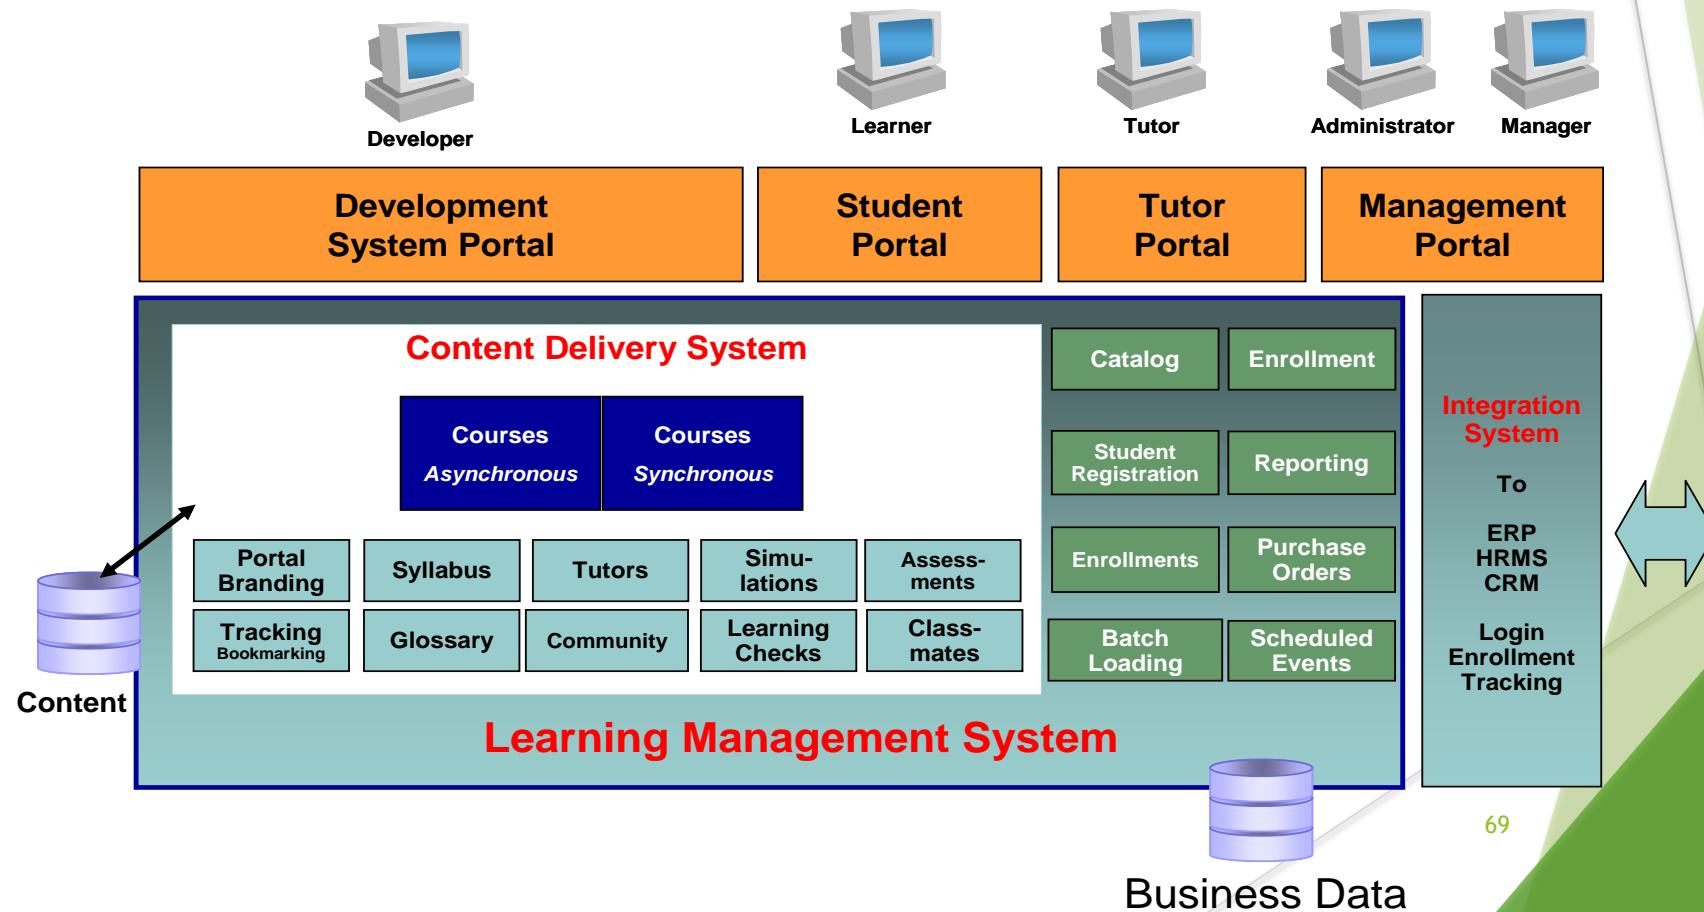 Developer
Learner
Tutor
Administrator
Manager
Development
System Portal
Student
Portal
Tutor
Portal
Management
Portal
Content Delivery System
Courses
Asynchronous
Courses
Synchronous
Portal
Branding
Syllabus
Tutors
Simu-
lations
Assess-
ments
Tracking
Bookmarking
Glossary
Community
Learning
Checks
Class-
mates
Catalog
Enrollment
Student
Registration
Reporting
Enrollments
Purchase
Orders
Batch
Loading
Scheduled
Events
Learning Management System
Integration
System
To
ERP
HRMS
CRM
Login
Enrollment
Tracking
Content
Business Data
69